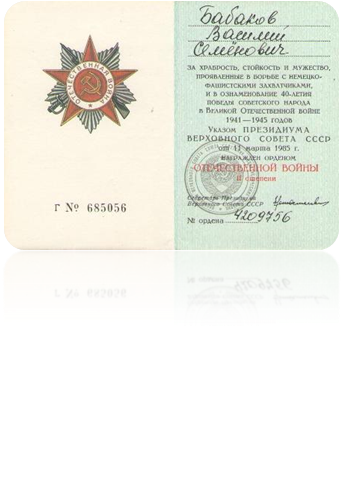 ОТЕЧЕСТВЕННАЯ ВОЙНА
Г № 685056
Бабаков
Василий
Семёнович
ЗА ХРАБРОСТЬ, СТОЙКОСТЬ И МУЖЕСТВО,
ПРОЯВЛЕННЫЕ В БОРЬБЕ С НЕМЕЦКО-
ФАШИСТСКИМИ ЗАХВАТЧИКАМИ,
И В ОЗНАМЕНОВАНИЕ 40-ЛЕТИЯ
ПОБЕДЫ СОВЕТСКОГО НАРОДА
В ВЕЛИКОЙ ОТЕЧЕСТВЕННОЙ ВОЙНЕ
1941—1945 ГОДОВ
УКАЗОМ ПРЕЗИДИУМА
ВЕРХОВНОГО СОВЕТА СССР
от 11 марта 1985 г.
НАГРАЖДЕН ОРДЕНОМ
ОТЕЧЕСТВЕННОЙ ВОЙНЫ
II степени
Секретарь Президиума
Верховного Совета СССР
№ ордена 4209756